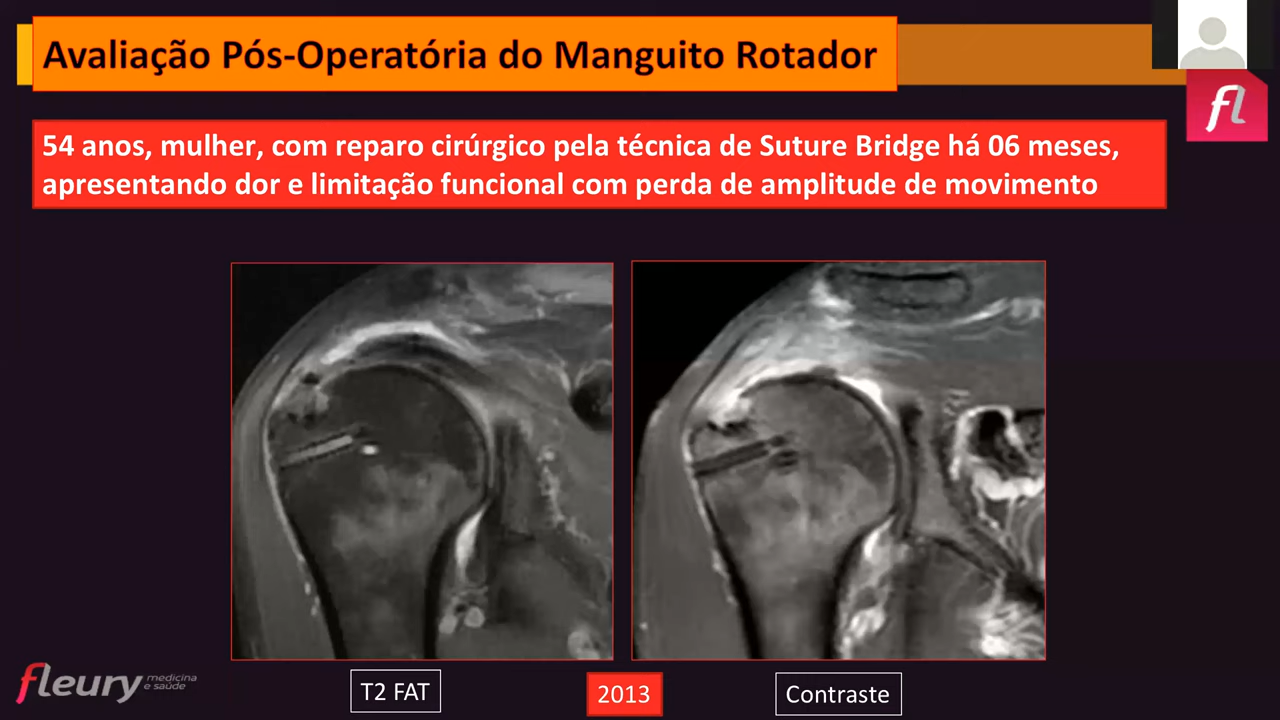 Avaliação Pós-Operatória do Manguito Rotador
fl
54 anos, mulher, com reparo cirúrgico pela técnica de Suture Bridge há 06 meses,
apresentando dor e limitação funcional com perda de amplitude de movimento
fleury medicina
e saúde
T2 FAT
2013
Contraste